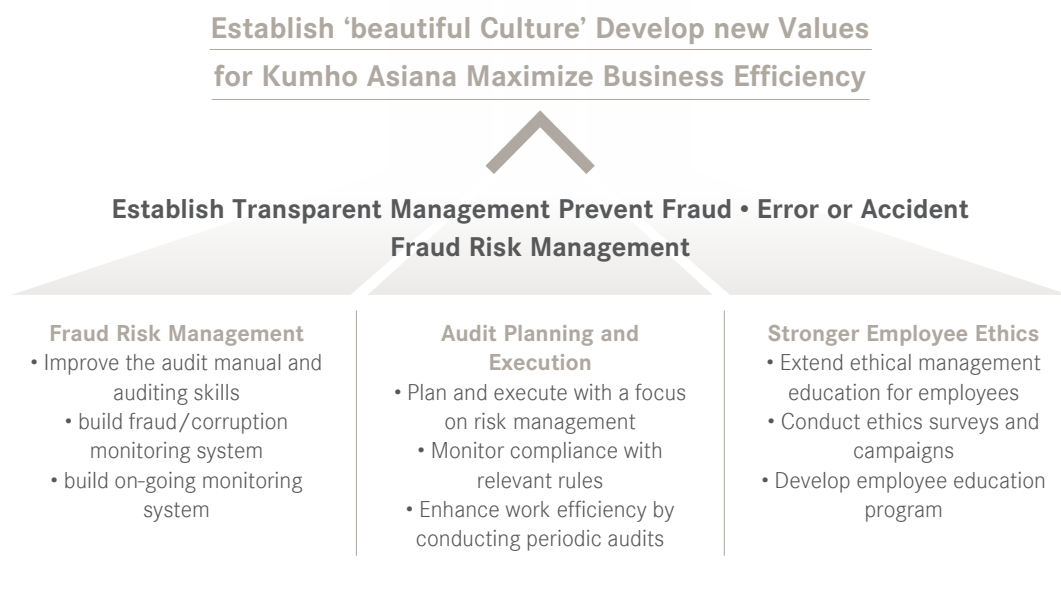 Establish ‘beautiful Culture’ Develop new Values
for Kumho Asiana Maximize Business Efficiency
Establish Transparent Management Prevent Fraud • Error or Accident
Fraud Risk Management
Fraud Risk Management
• Improve the audit manual and
auditing skills
• build fraud/corruption
monitoring system
• build on-going monitoring
system
Audit Planning and
Execution
• Plan and execute with a focus
on risk management
• Monitor compliance with
relevant rules
• Enhance work efficiency by
conducting periodic audits
Stronger Employee Ethics
• Extend ethical management
education for employees
• Conduct ethics surveys and
campaigns
• Develop employee education
program